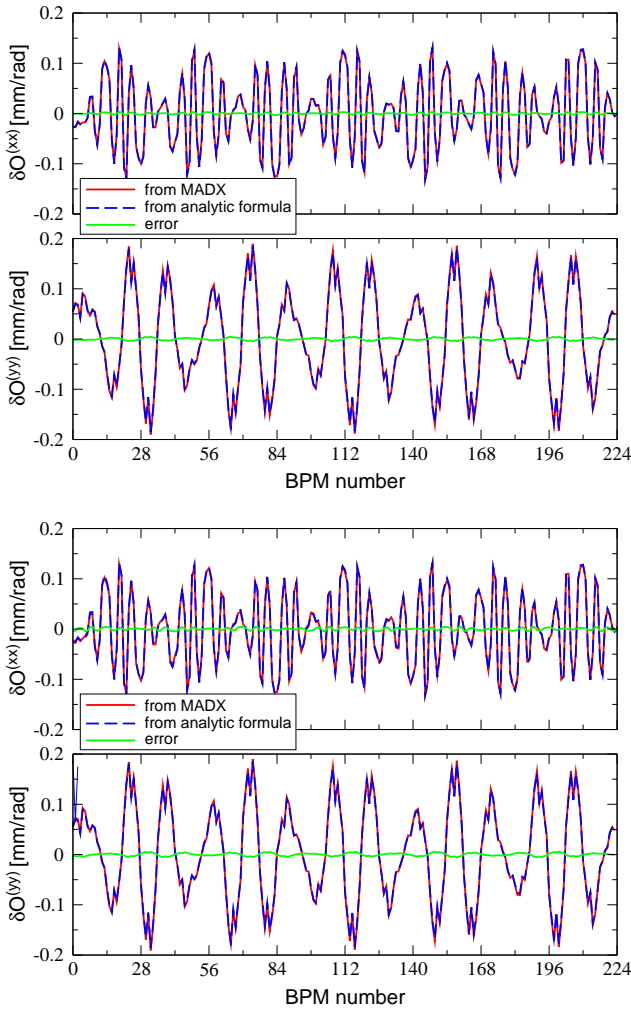 0.2
0.1
0
-0.1
-0.2
δO(xx) [mm/rad]
from MADX
from analytic formula
error
0.2
0.1
0
-0.1
-0.2
δO(yy) [mm/rad]
0 28 56 84 112 140 168 196 224
BPM number
0.2
0.1
0
-0.1
-0.2
δO(xx) [mm/rad]
from MADX
from analytic formula
error
0.2
0.1
0
-0.1
-0.2
δO(yy) [mm/rad]
0 28 56 84 112 140 168 196 224
BPM number